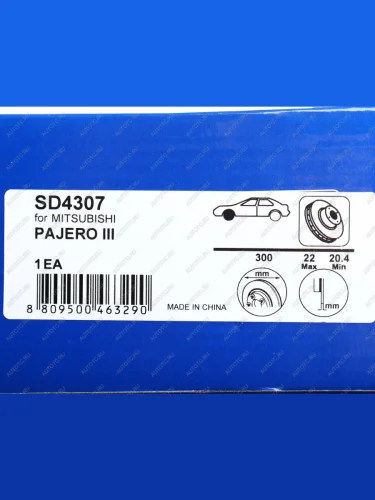 SD4307
for MITSUBISHI
PAJERO III
1EA
8 809500 463290
MADE IN CHINA
300
mm
22 20.4
Max Min
mm